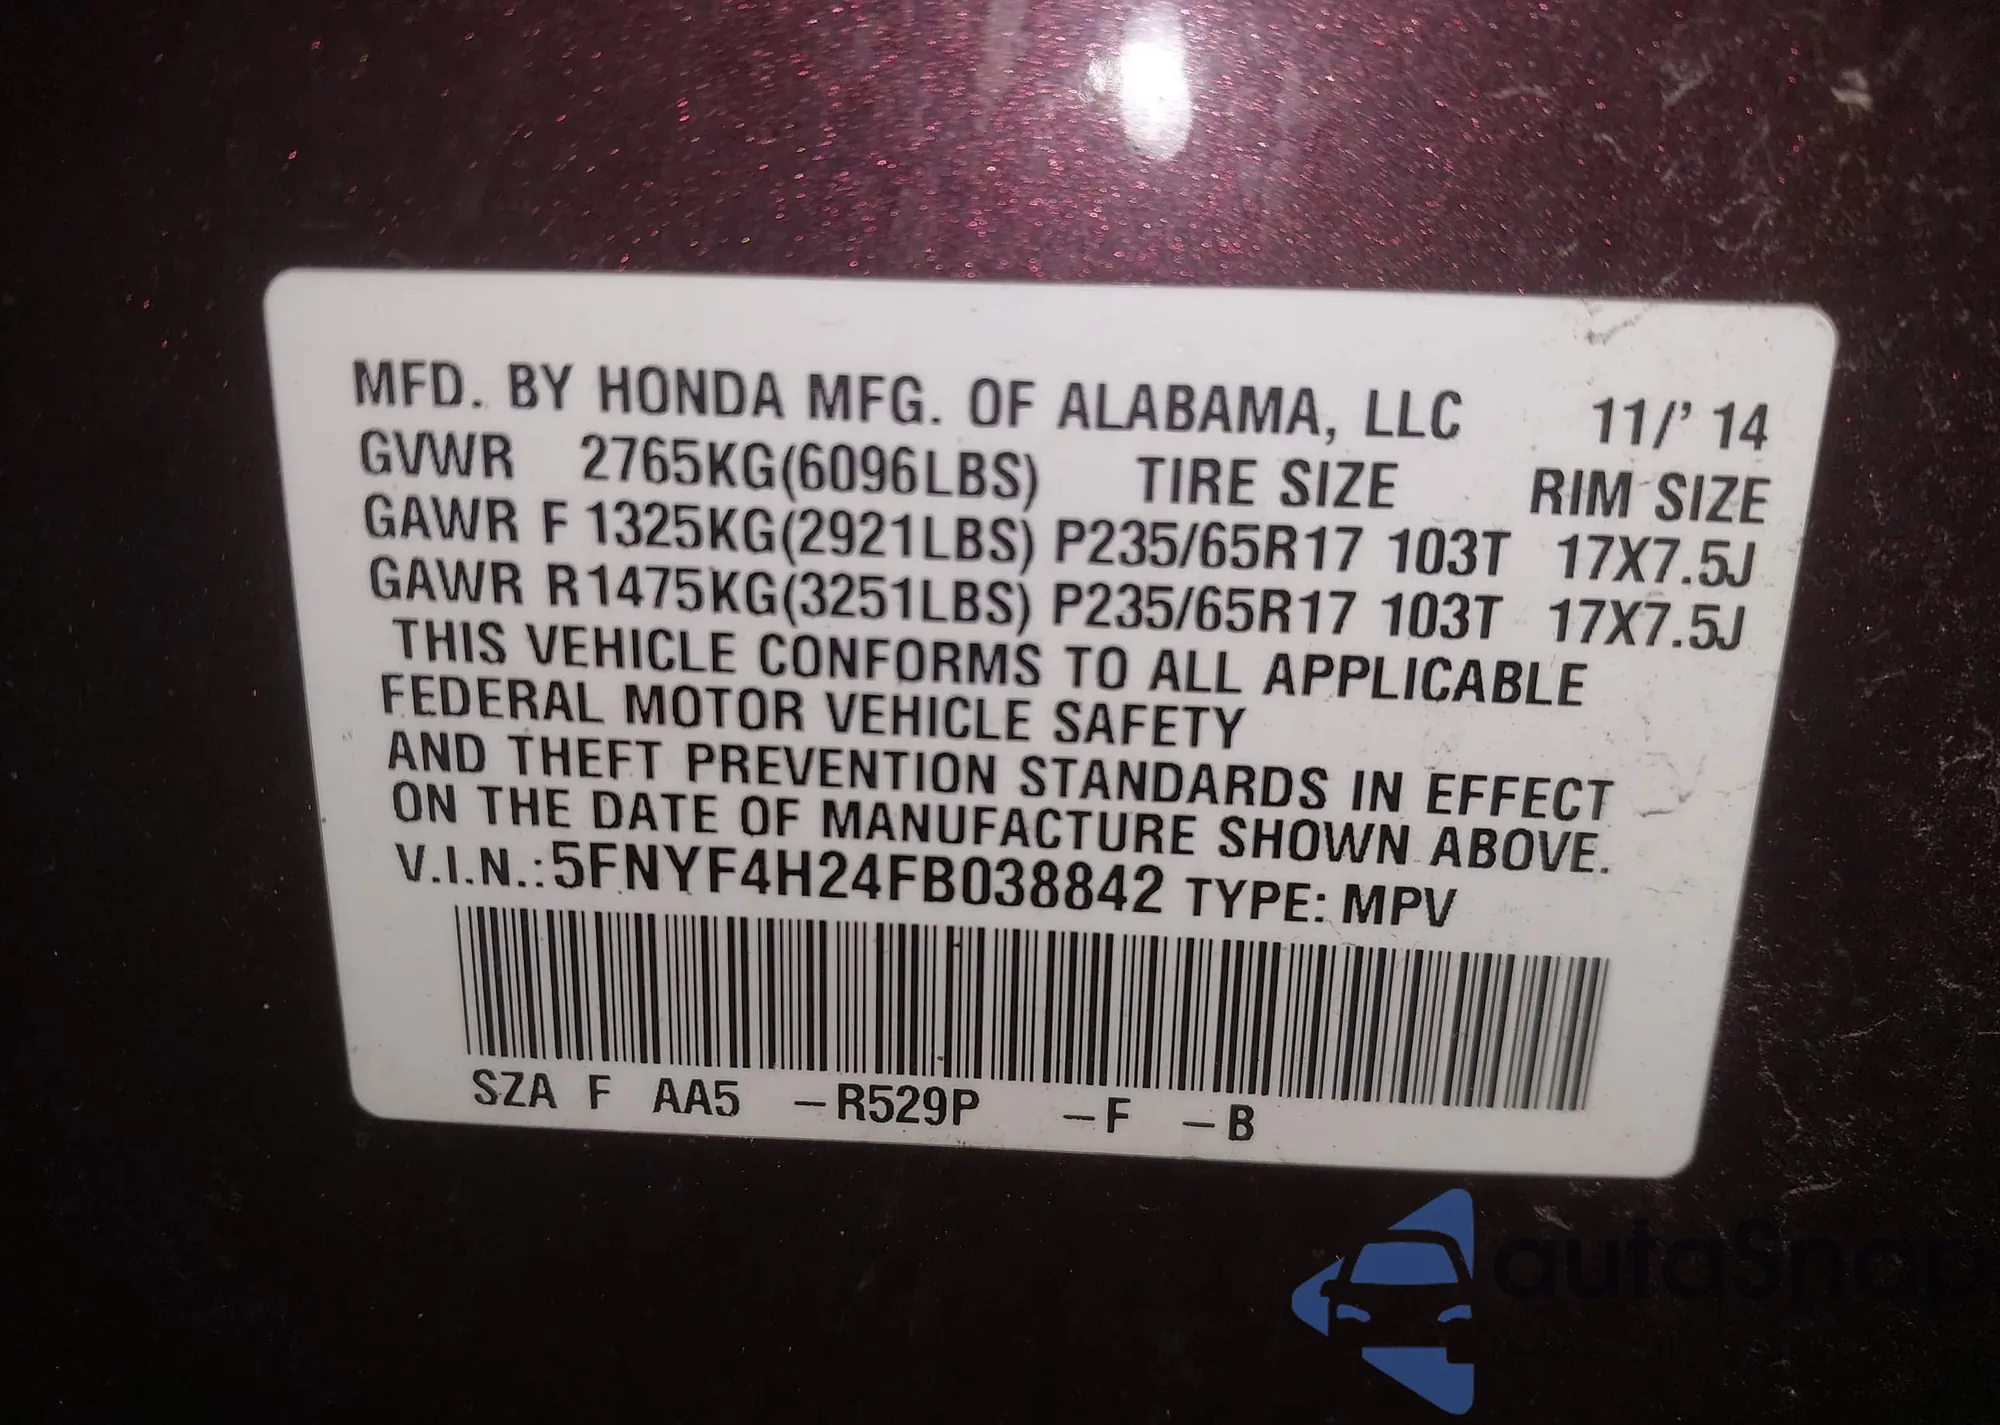 MFD. BY HONDA MFG. OF ALABAMA, LLC 11/' 14
GVWR 2765KG(6096LBS) TIRE SIZE RIM SIZE
GAWR F 1325KG(2921LBS) P235/65R17 103T 17X7.5J
GAWR R 1475KG(3251LBS) P235/65R17 103T 17X7.5J
THIS VEHICLE CONFORMS TO ALL APPLICABLE
FEDERAL MOTOR VEHICLE SAFETY
AND THEFT PREVENTION STANDARDS IN EFFECT
ON THE DATE OF MANUFACTURE SHOWN ABOVE.
V.I.N.: 5FNYF4H24FB038842 TYPE: MPV
SZA F AA5 –R529P –F –B
autaSnap